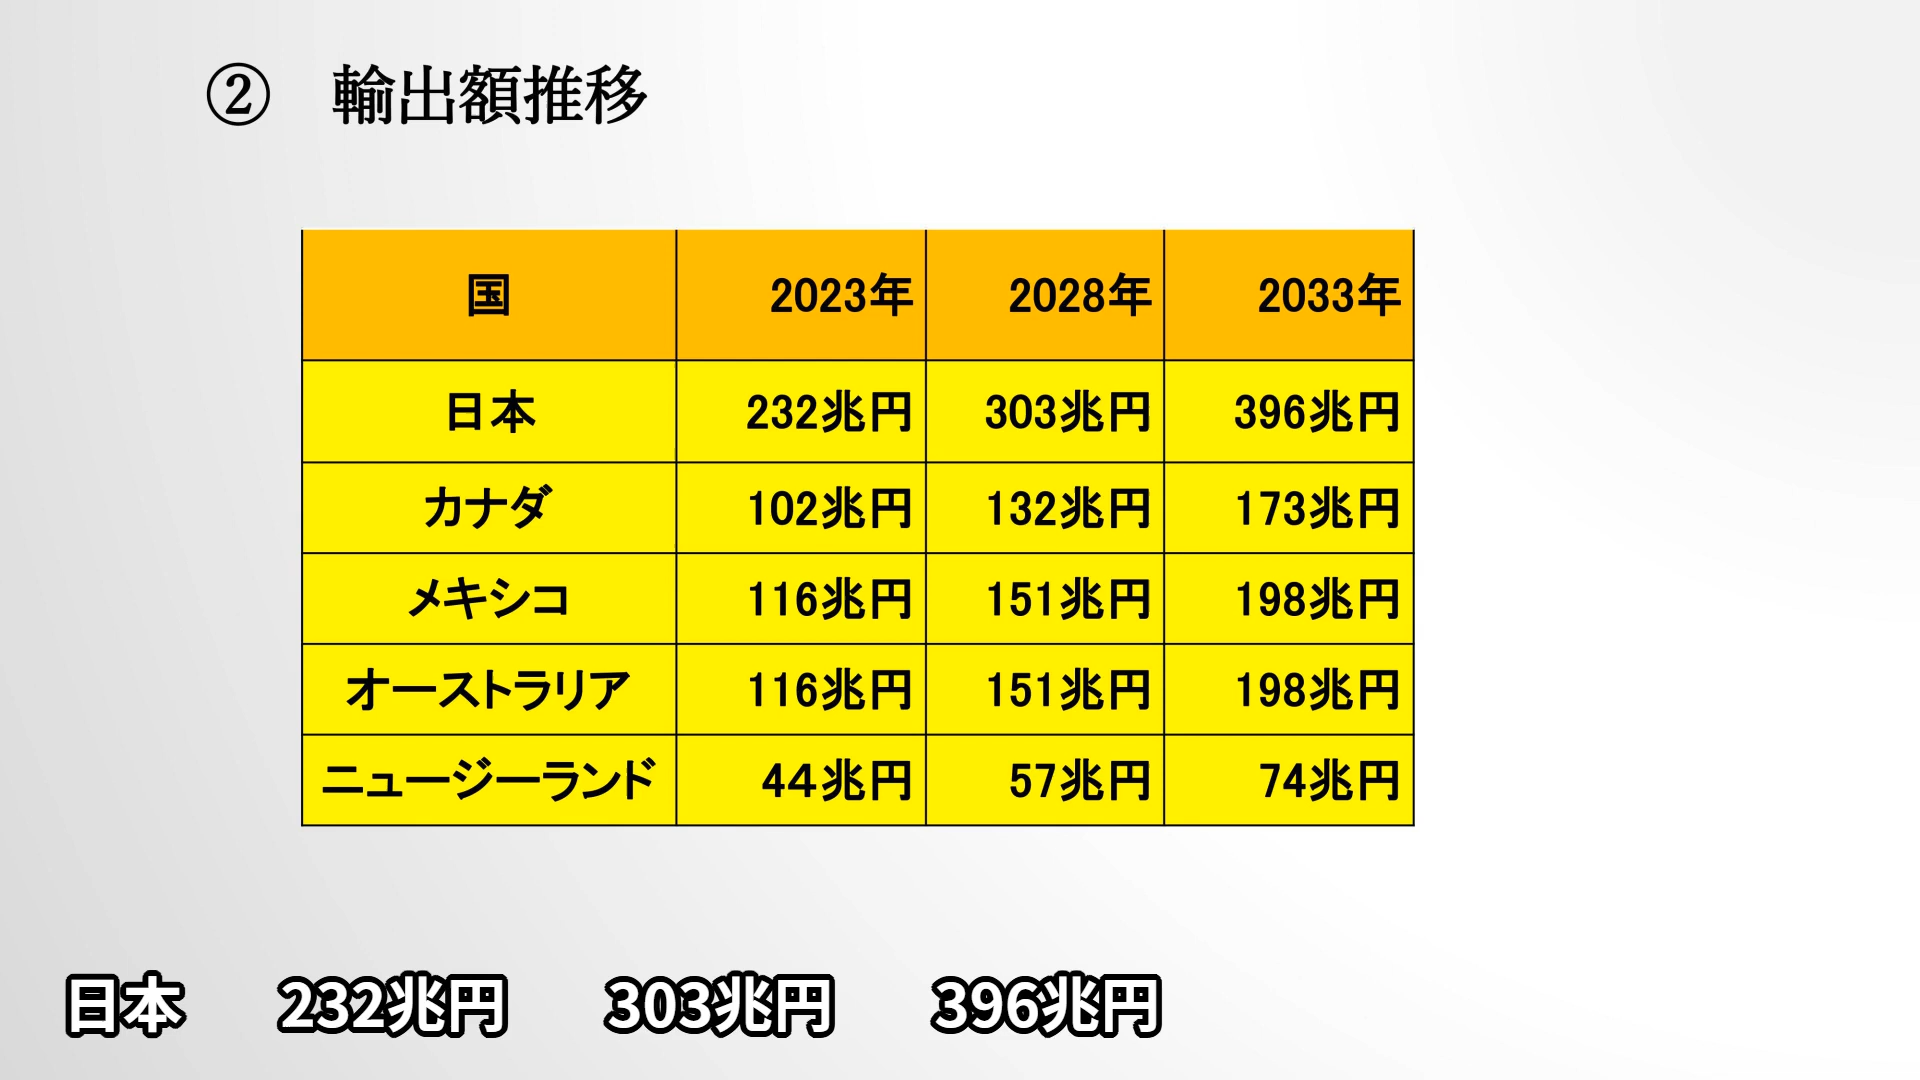 ②　輸出額推移
国 2023年 2028年 2033年
日本 232兆円 303兆円 396兆円
カナダ 102兆円 132兆円 173兆円
メキシコ 116兆円 151兆円 198兆円
オーストラリア 116兆円 151兆円 198兆円
ニュージーランド 44兆円 57兆円 74兆円
日本　232兆円　303兆円　396兆円